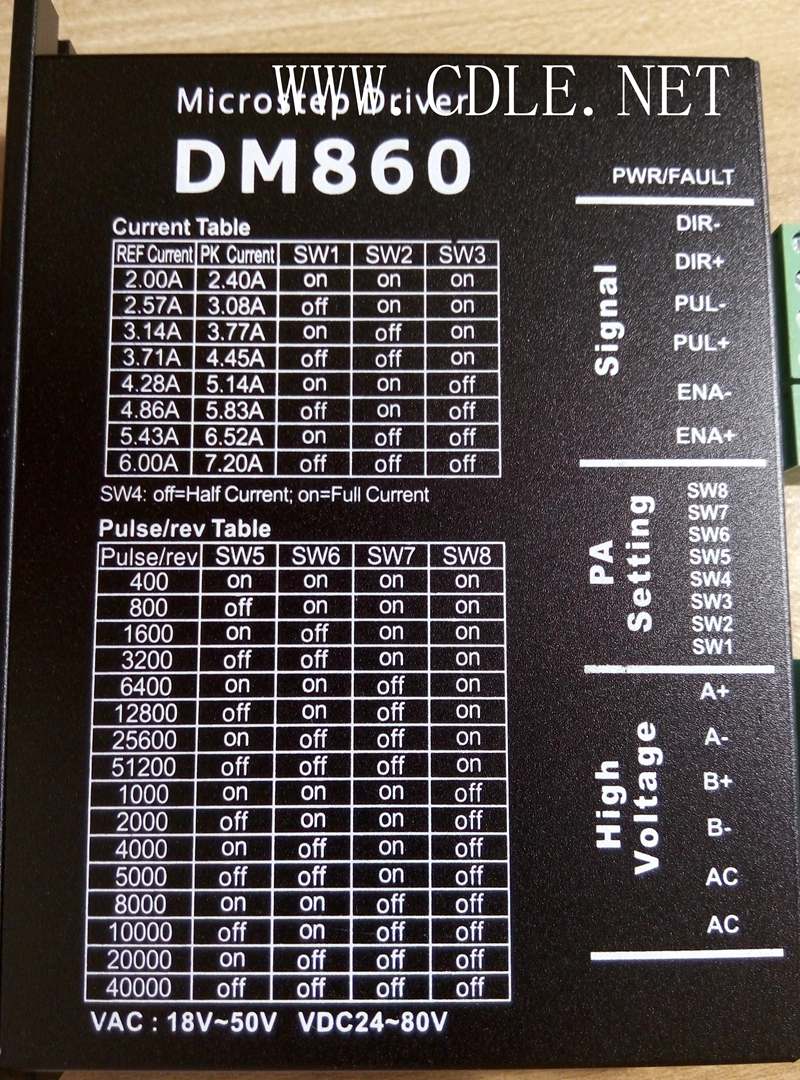 WWW.CDLE.NET
Microstep Driver
DM860
Current Table
REF Current PK Current SW1 SW2 SW3
2.00A 2.40A on on on
2.57A 3.08A off on on
3.14A 3.77A on off on
3.71A 4.45A off off on
4.28A 5.14A on on off
4.86A 5.83A off on off
5.43A 6.52A on off off
6.00A 7.20A off off off
SW4: off=Half Current; on=Full Current
Pulse/rev Table
Pulse/rev SW5 SW6 SW7 SW8
400 on on on on
800 off on on on
1600 on off on on
3200 off off on on
6400 on on off on
12800 off on off on
25600 on off off on
51200 off off off on
1000 on on on off
2000 off on on off
4000 on off on off
5000 off off on off
8000 on on off off
10000 off on off off
20000 on off off off
40000 off off off off
VAC : 18V~50V VDC24~80V
PWR/FAULT
Signal
DIR-
DIR+
PUL-
PUL+
ENA-
ENA+
PA
Setting
SW8
SW7
SW6
SW5
SW4
SW3
SW2
SW1
High
Voltage
A+
A-
B+
B-
AC
AC